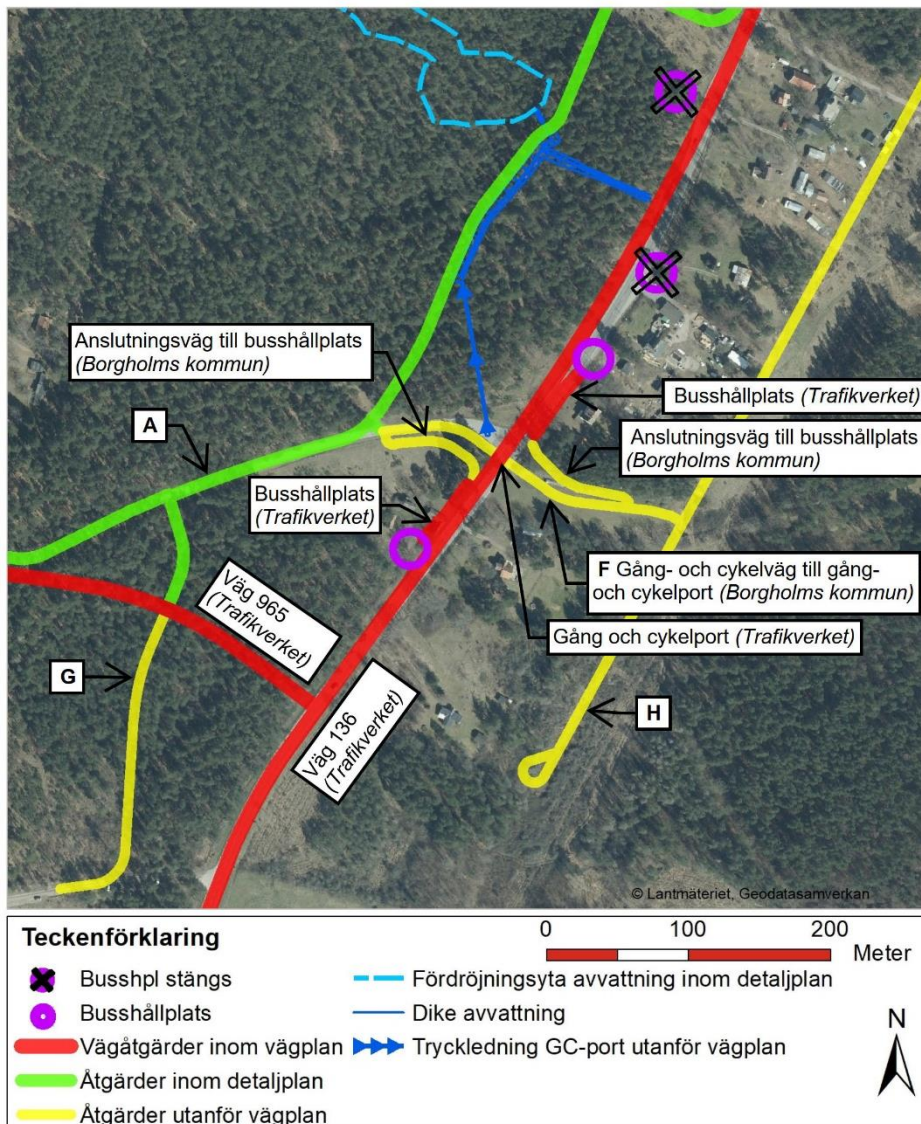 Anslutningsväg till busshållplats
(Borgholms kommun)
A
Busshållplats (Trafikverket)
Anslutningsväg till busshållplats
(Borgholms kommun)
Busshållplats
(Trafikverket)
F Gång- och cykelväg till gång-
och cykelport (Borgholms kommun)
Gång och cykelport (Trafikverket)
Väg 965
(Trafikverket)
G
H
Väg 136
(Trafikverket)
© Lantmäteriet, Geodatasamverkan
Teckenförklaring
0 100 200
Meter
Busshpl stängs
Busshållplats
Vägåtgärder inom vägplan
Åtgärder inom detaljplan
Åtgärder utanför vägplan
Fördröjningsyta avvattning inom detaljplan
Dike avvattning
Tryckledning GC-port utanför vägplan
N